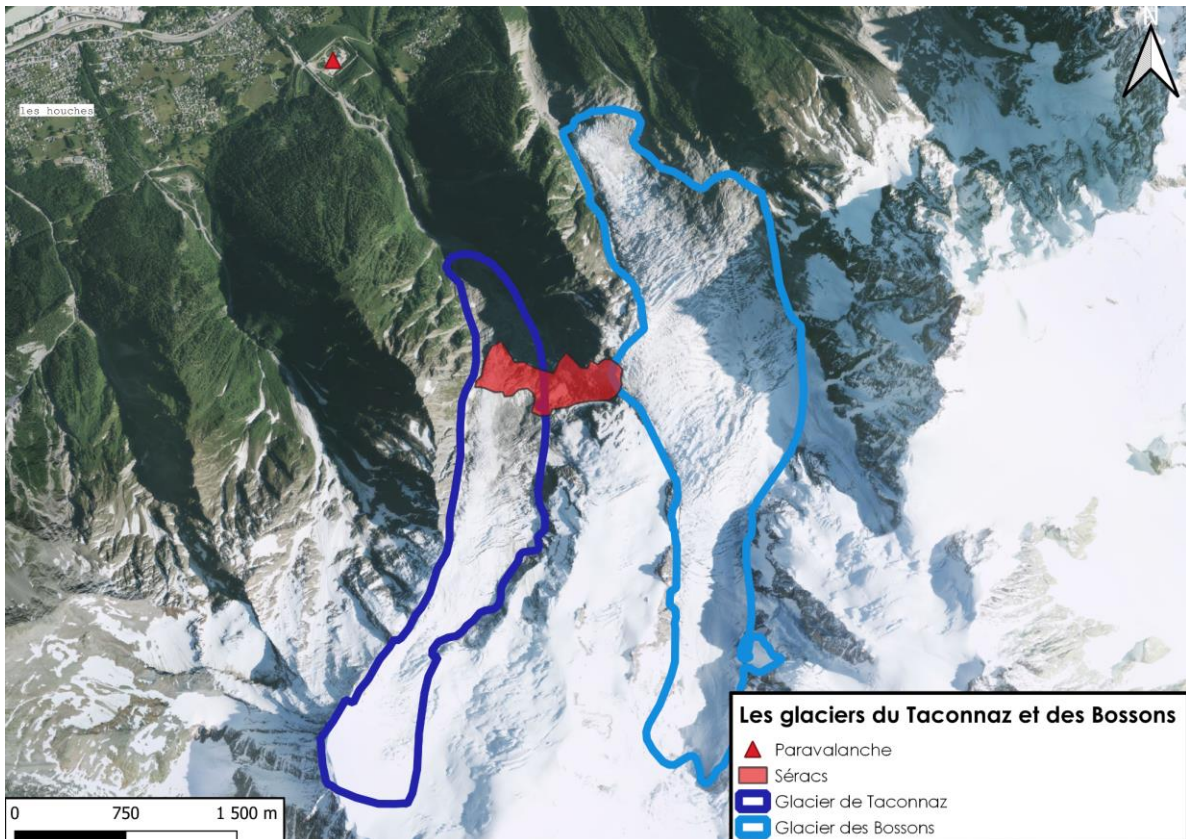 N
les houches
Les glaciers du Taconnaz et des Bossons
Paravalanche
Séracs
Glacier de Taconnaz
Glacier des Bossons
0 750 1 500 m